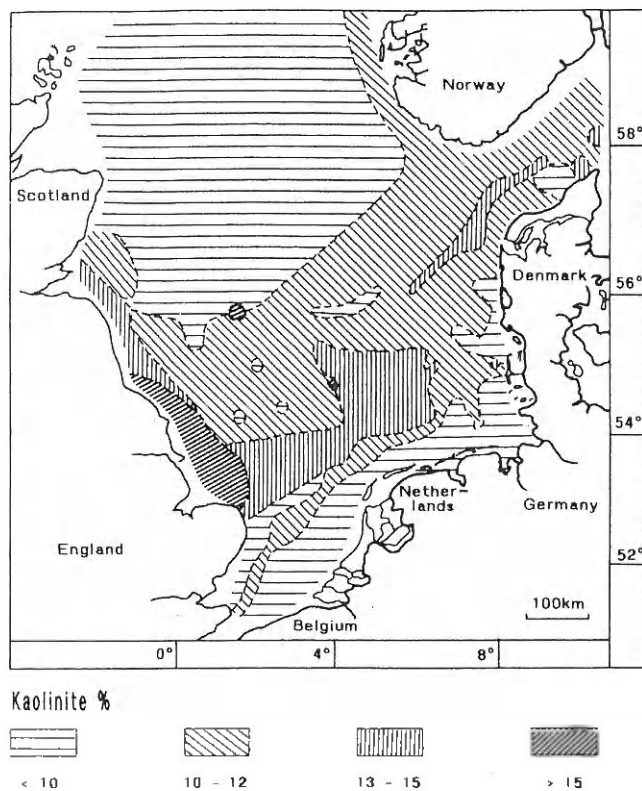 Norway
58°
Scotland
Denmark
56°
54°
Nether-
lands
Germany
England
52°
100km
Belgium
0°
4°
8°
Kaolinite %
< 10
10 - 12
13 - 15
> 15